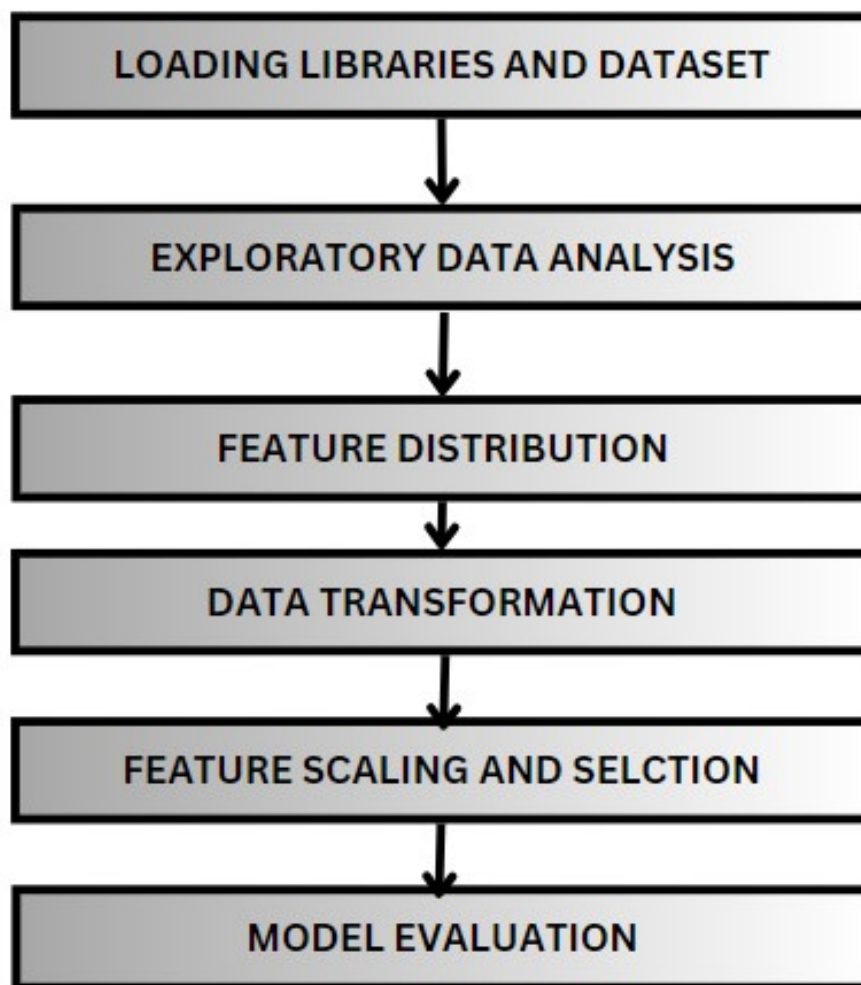 LOADING LIBRARIES AND DATASET
EXPLORATORY DATA ANALYSIS
FEATURE DISTRIBUTION
DATA TRANSFORMATION
FEATURE SCALING AND SELCTION
MODEL EVALUATION